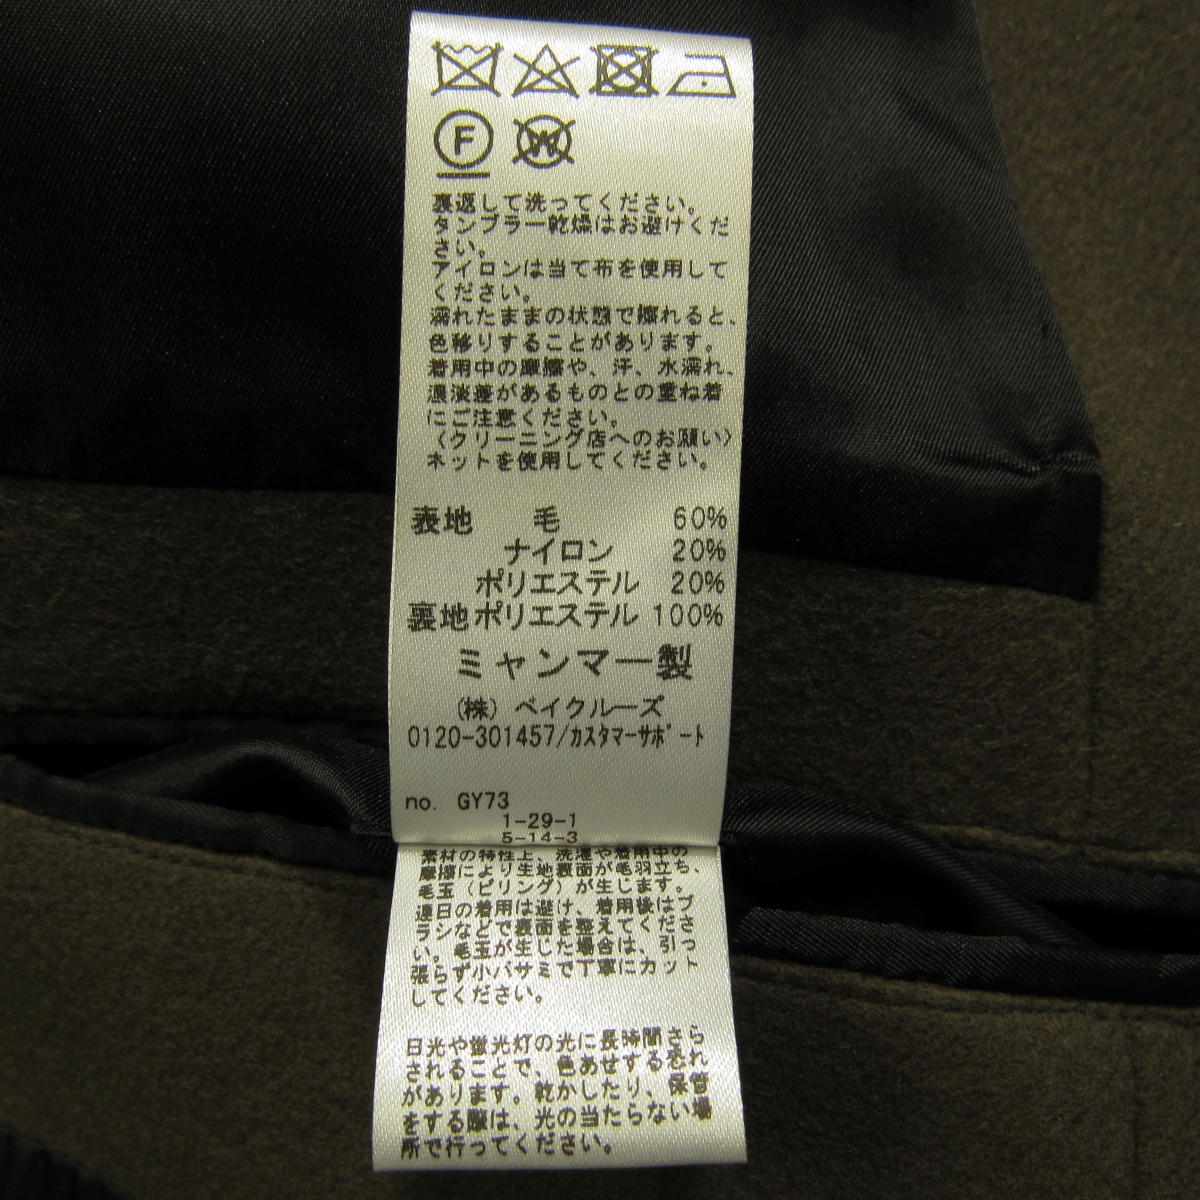 F W
裏返して洗ってください。
タンブラー乾燥はお避けくだ
さい。
アイロンは当て布を使用して
ください。
濡れたままの状態で擦れると、
色移りすることがあります。
着用中の摩擦や、汗、水濡れ、
濃淡差があるものとの重ね着
にご注意ください。
〈クリーニング店へのお願い〉
ネットを使用してください。
表地 毛 60%
ナイロン 20%
ポリエステル 20%
裏地ポリエステル 100%
ミャンマー製
(株) ベイクルーズ
0120-301457/ｶｽﾀﾏｰｻﾎﾟｰﾄ
no. GY73
1-29-1
5-14-3
素材の特性上、洗濯や着用中の
摩擦により生地表面が毛羽立ち、
毛玉(ピリング)が生じます。
連日の着用は避け、着用後はブ
ラシなどで表面を整えてくださ
い。毛玉が生じた場合は、引っ
張らず小バサミで丁寧にカット
してください。
日光や蛍光灯の光に長時間さら
されることで、色あせする恐れ
があります。乾かしたり、保管
をする際は、光の当たらない場
所で行ってください。